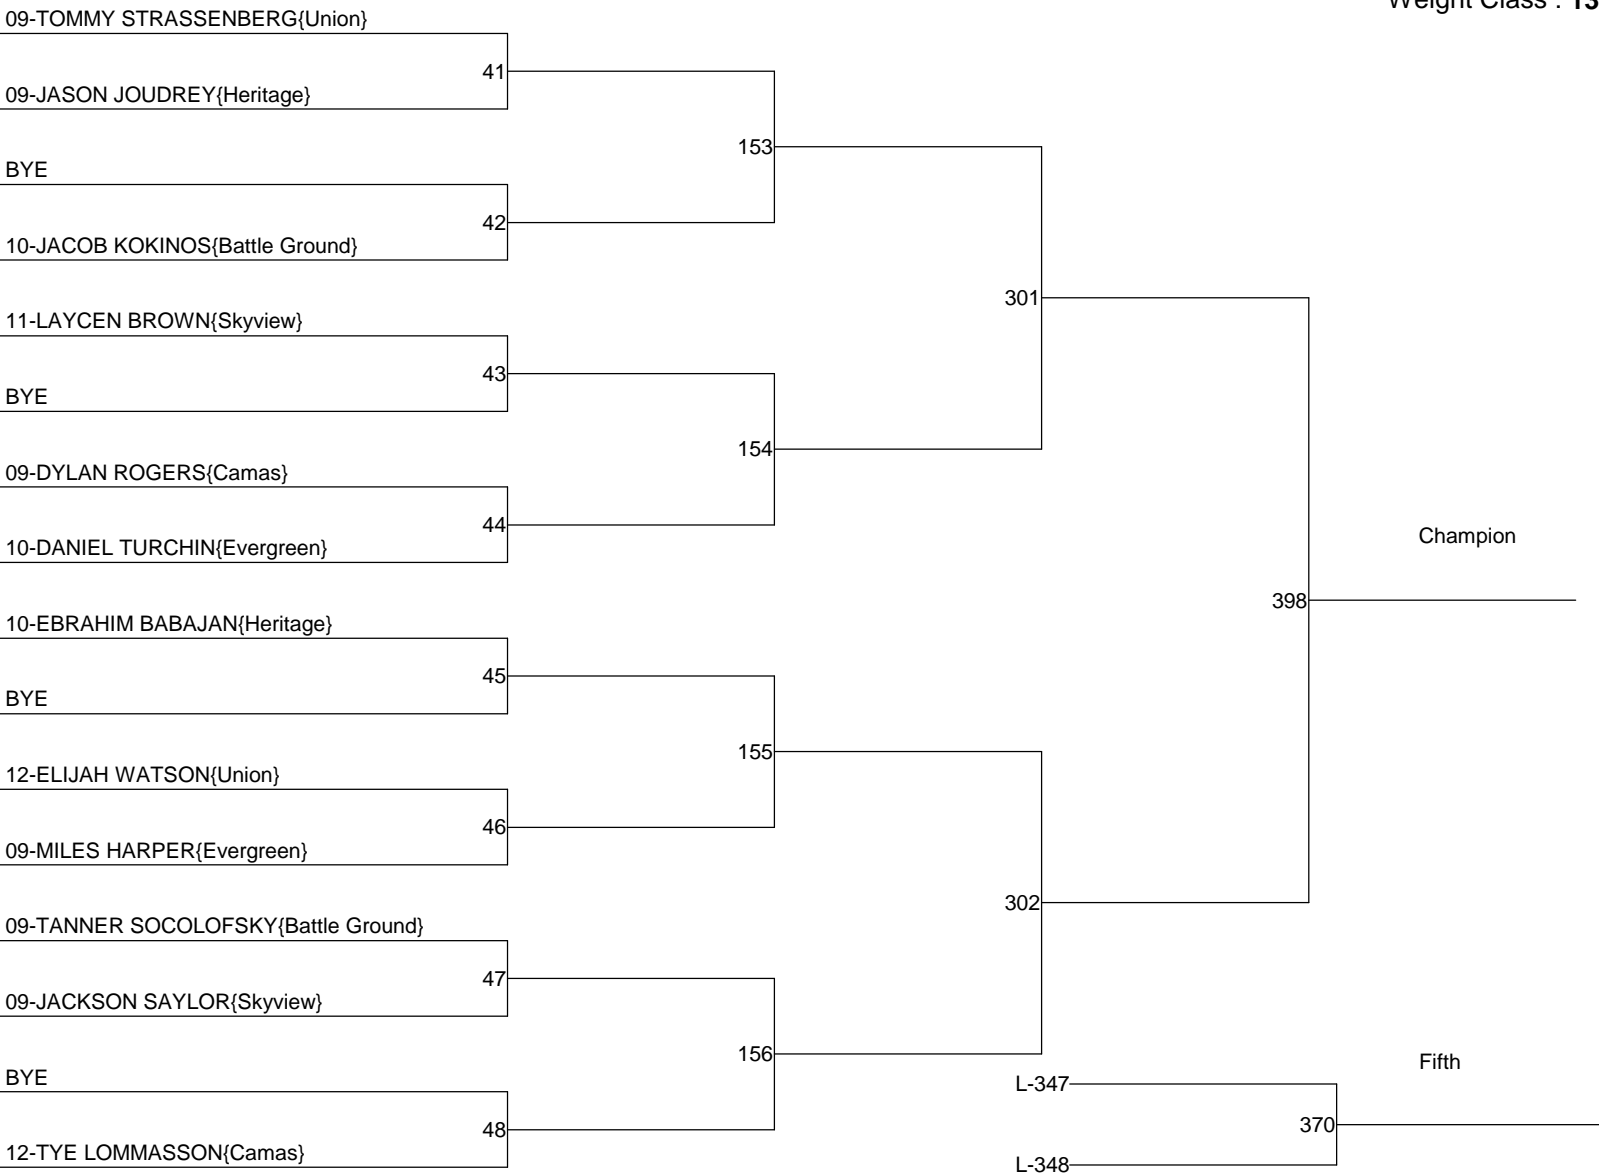 Weight Class : 13
09-TOMMY STRASSENBERG{Union}
41
09-JASON JOUDREY{Heritage}
153
BYE
42
10-JACOB KOKINOS{Battle Ground}
301
11-LAYCEN BROWN{Skyview}
43
BYE
154
09-DYLAN ROGERS{Camas}
44
10-DANIEL TURCHIN{Evergreen}
Champion
398
10-EBRAHIM BABAJAN{Heritage}
45
BYE
155
12-ELIJAH WATSON{Union}
46
09-MILES HARPER{Evergreen}
302
09-TANNER SOCOLOFSKY{Battle Ground}
47
09-JACKSON SAYLOR{Skyview}
156
Fifth
BYE
L-347
48
370
12-TYE LOMMASSON{Camas}
L-348